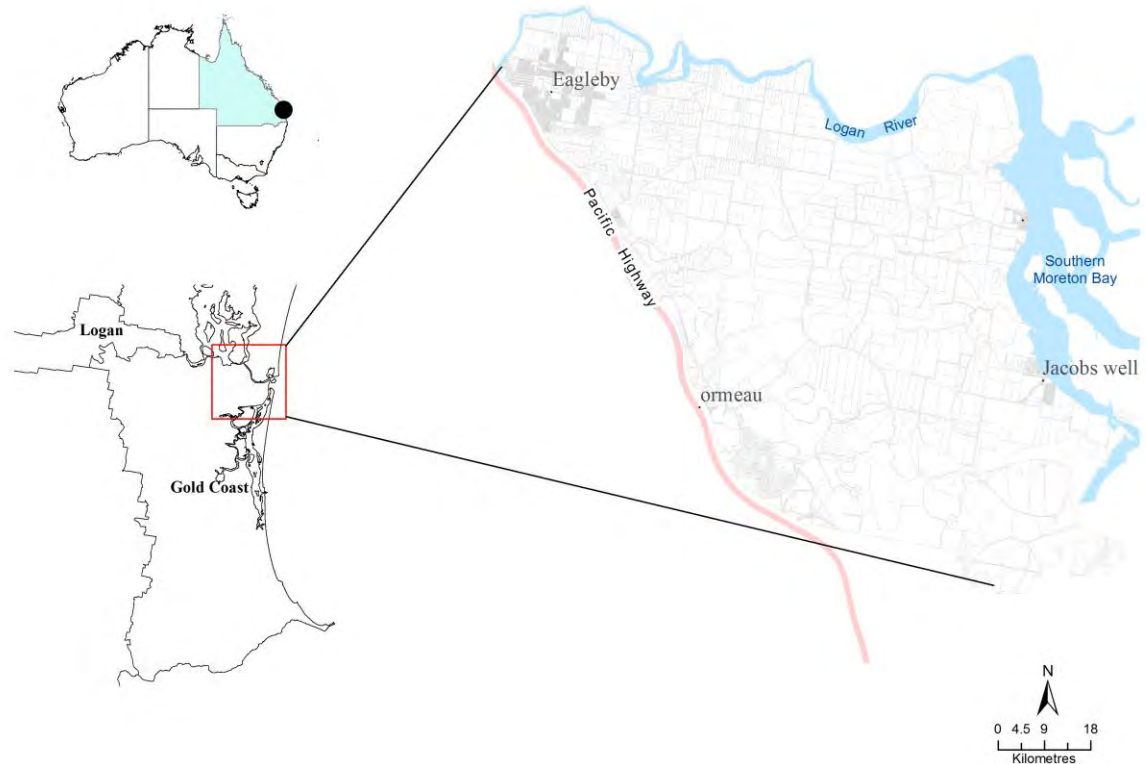 Eagleby
Logan River
Pacific Highway
Southern
Moreton Bay
Logan
Jacobs well
ormeau
Gold Coast
N
0 4.5 9 18
Kilometres